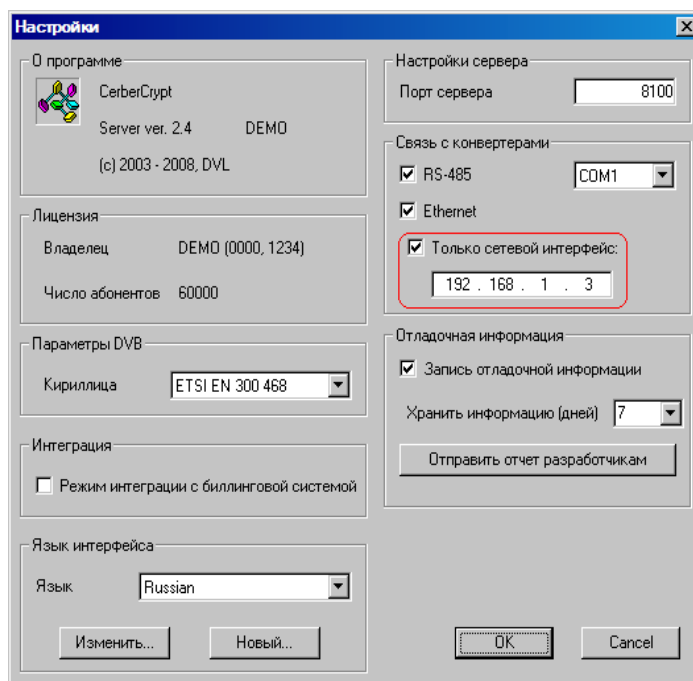 Настройки
О программе
CerberCrypt
Server ver. 2.4 DEMO
(c) 2003 - 2008, DVL
Лицензия
Владелец DEMO (0000, 1234)
Число абонентов 60000
Параметры DVB
Кириллица ETSI EN 300 468
Интеграция
Режим интеграции с биллинговой системой
Язык интерфейса
Язык Russian
Изменить... Новый...
Настройки сервера
Порт сервера 8100
Связь с конвертерами
RS-485 COM1
Ethernet
Только сетевой интерфейс:
192 . 168 . 1 . 3
Отладочная информация
Запись отладочной информации
Хранить информацию (дней) 7
Отправить отчет разработчикам
OK Cancel